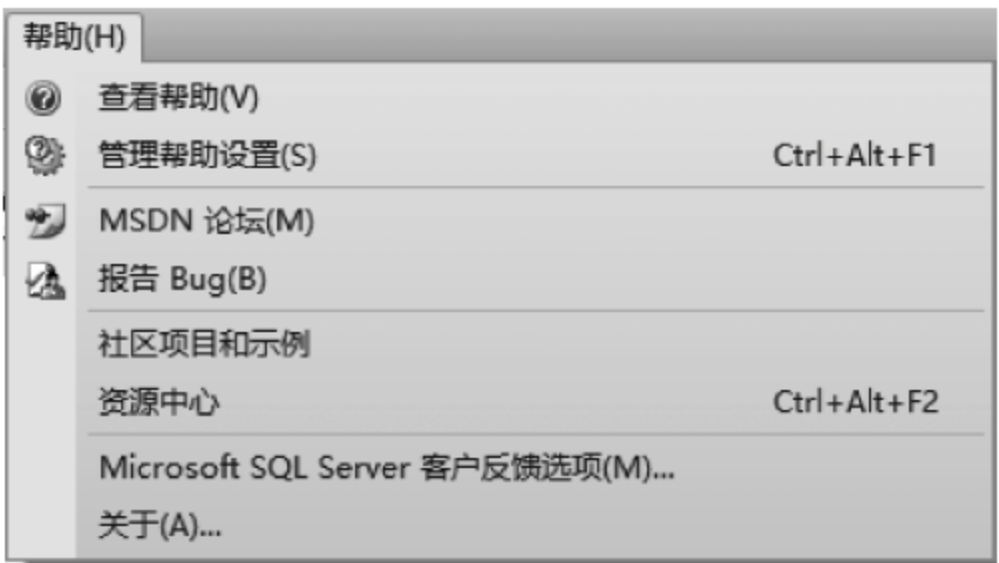 帮助(H)
查看帮助(V)
管理帮助设置(S) Ctrl+Alt+F1
MSDN 论坛(M)
报告 Bug(B)
社区项目和示例
资源中心 Ctrl+Alt+F2
Microsoft SQL Server 客户反馈选项(M)...
关于(A)...